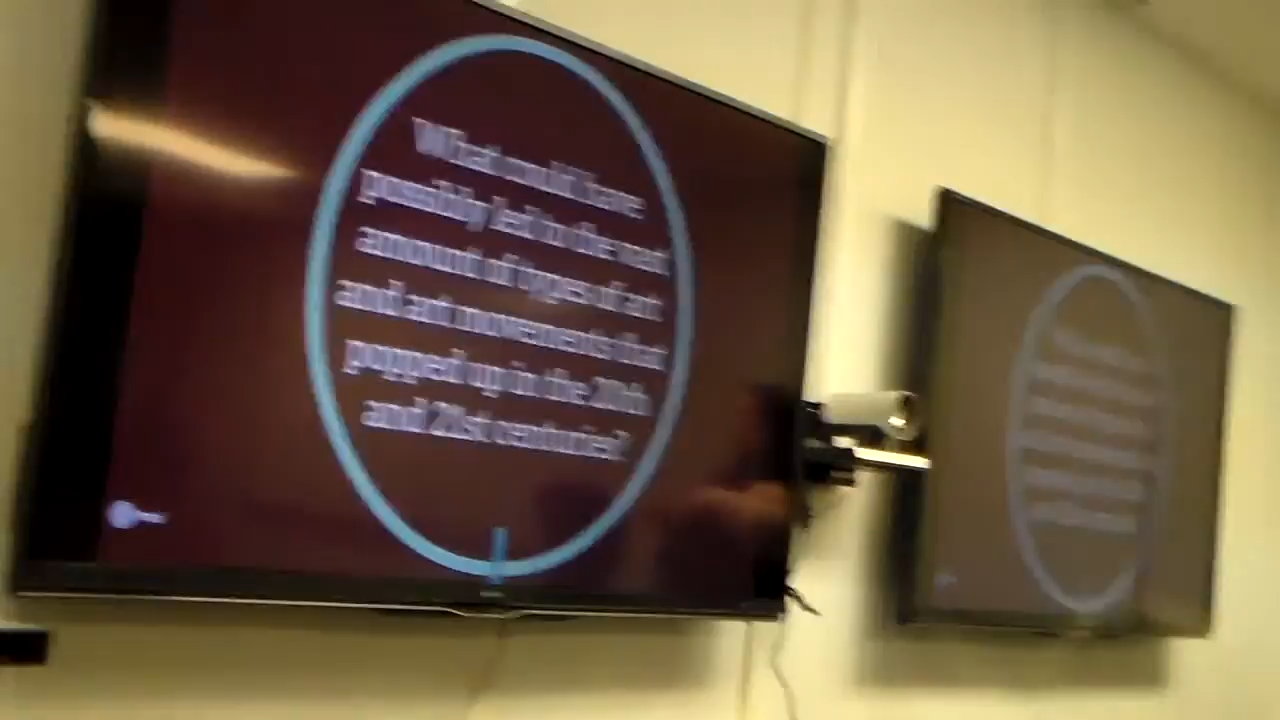 What could have
possibly led to the vast
amount of types of art
and art movements that
popped up in the 20th
and 21st centuries?